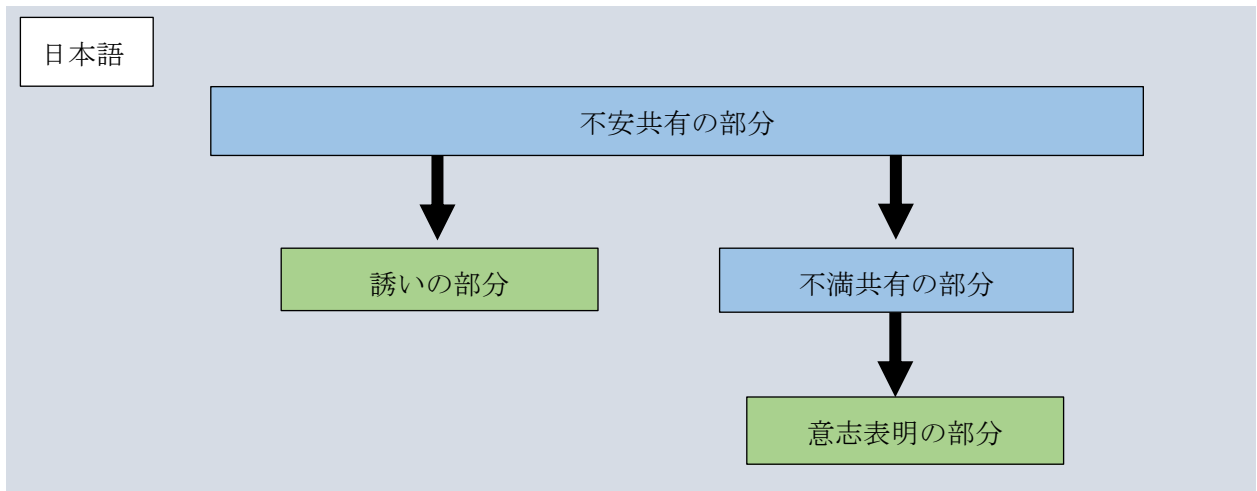 日本語
不安共有の部分
誘いの部分
不満共有の部分
意志表明の部分